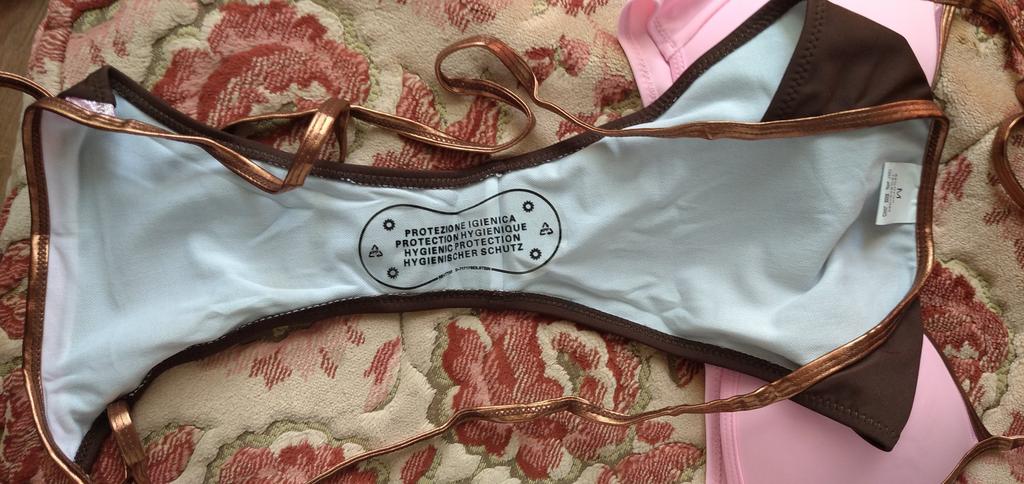 PROTEZIONE IGIENICA
PROTECTION HYGIENIQUE
HYGIENIC PROTECTION
HYGIENISCHER SCHUTZ
M